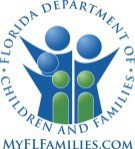 FLORIDA DEPARTMENT OF
CHILDREN AND FAMILIES
MYFLFAMILIES.COM